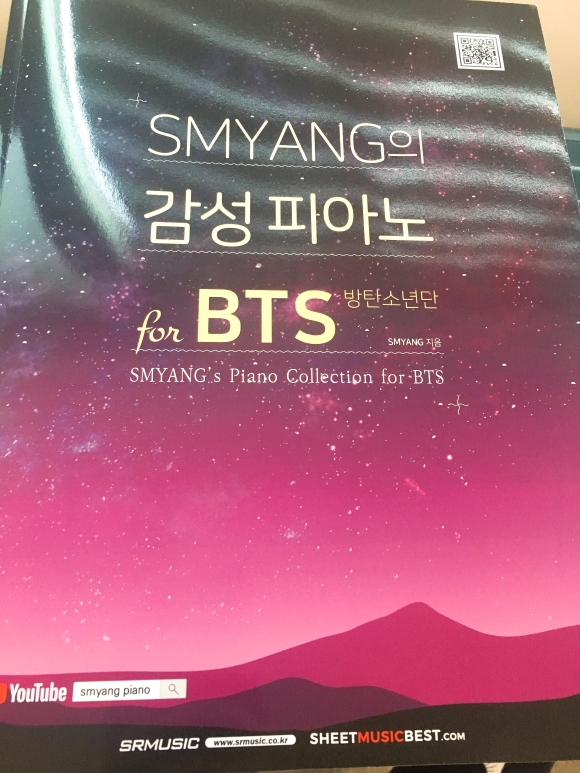 SMYANG의
감성 피아노
for BTS 방탄소년단
SMYANG 지음
SMYANG's Piano Collection for BTS
YouTube smyang piano
SRMUSIC www.srmusic.co.kr SHEETMUSICBEST.COM